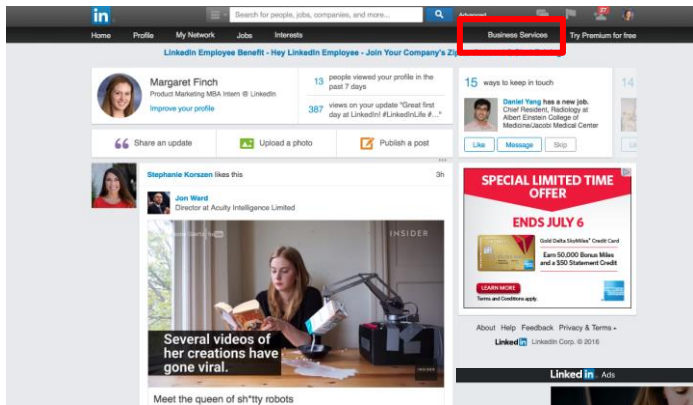 in
Search for people, jobs, companies, and more...
Advanced
Home Profile My Network Jobs Interests
Business Services Try Premium for free
LinkedIn Employee Benefit - Hey LinkedIn Employee - Join Your Company's
Margaret Finch
Product Marketing MBA
Intern @ LinkedIn
Improve your profile
13 people viewed your profile in the
past 7 days
387 views on your update "Great first
day at LinkedIn! #LinkedInLife #..."
15 ways to keep in touch
14
Daniel Yang has a new job.
Chief Resident, Radiology at
Albert Einstein College of
Medicine/Jacobi Medical Center
Like Message Skip
Share an update Upload a photo Publish a post
Stephanie Korszen likes this 3h
Jon Ward
Director at Acuity Intelligence Limited
INSIDER
Several videos of
her creations have
gone viral.
INSIDER
Meet the queen of sh*tty robots
SPECIAL LIMITED TIME
OFFER
ENDS JULY 6
Gold Delta SkyMiles® Credit Card
Earn 50,000 Bonus Miles
and a $50 Statement Credit
LEARN MORE
Terms and Conditions apply.
About Help Feedback Privacy & Terms
LinkedIn LinkedIn Corp. © 2016
Linked in Ads